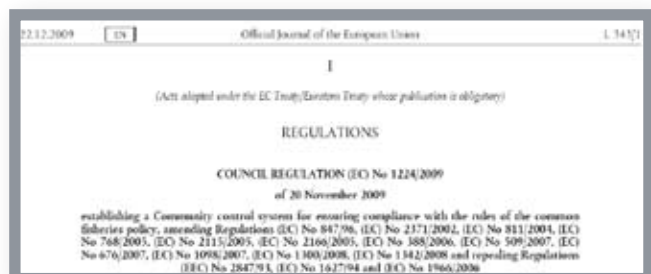 22.12.2009 EN Official Journal of the European Union L 343/1
I
(Acts adopted under the EC Treaty/Euratom Treaty whose publication is obligatory)
REGULATIONS
COUNCIL REGULATION (EC) No 1224/2009
of 20 November 2009
establishing a Community control system for ensuring compliance with the rules of the common
fisheries policy, amending Regulations (EC) No 847/96, (EC) No 2371/2002, (EC) No 811/2004, (EC)
No 768/2005, (EC) No 2115/2005, (EC) No 2166/2005, (EC) No 388/2006, (EC) No 509/2007, (EC)
No 676/2007, (EC) No 1098/2007, (EC) No 1300/2008, (EC) No 1342/2008 and repealing Regulations
(EEC) No 2847/93, (EC) No 1627/94 and (EC) No 1966/2006